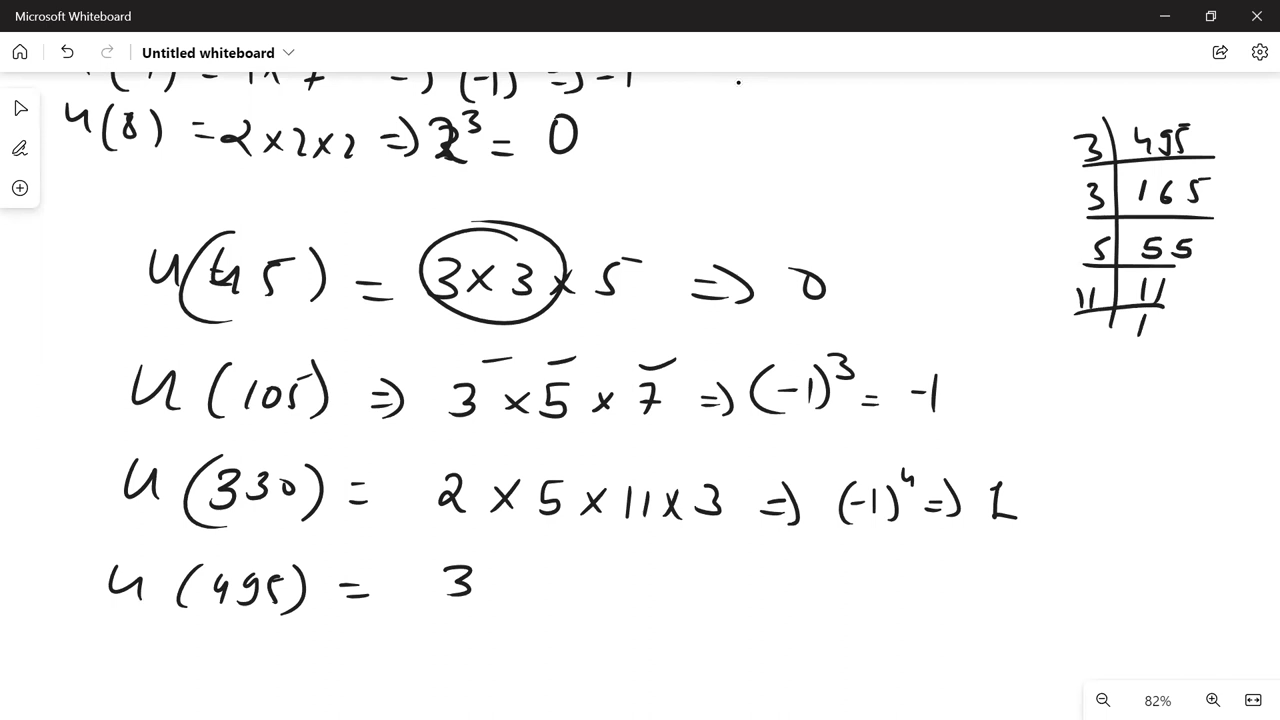 Microsoft Whiteboard
Untitled whiteboard
u(8) = 2 × 2 × 2 => 2³ = 0
u(45) = 3 × 3 × 5 => 0
u(105) => 3 × 5 × 7 => (-1)³ = -1
u(330) = 2 × 5 × 11 × 3 => (-1)⁴ => 1
u(495) = 3
3 | 495
3 | 165
5 | 55
11 | 11
1
82%